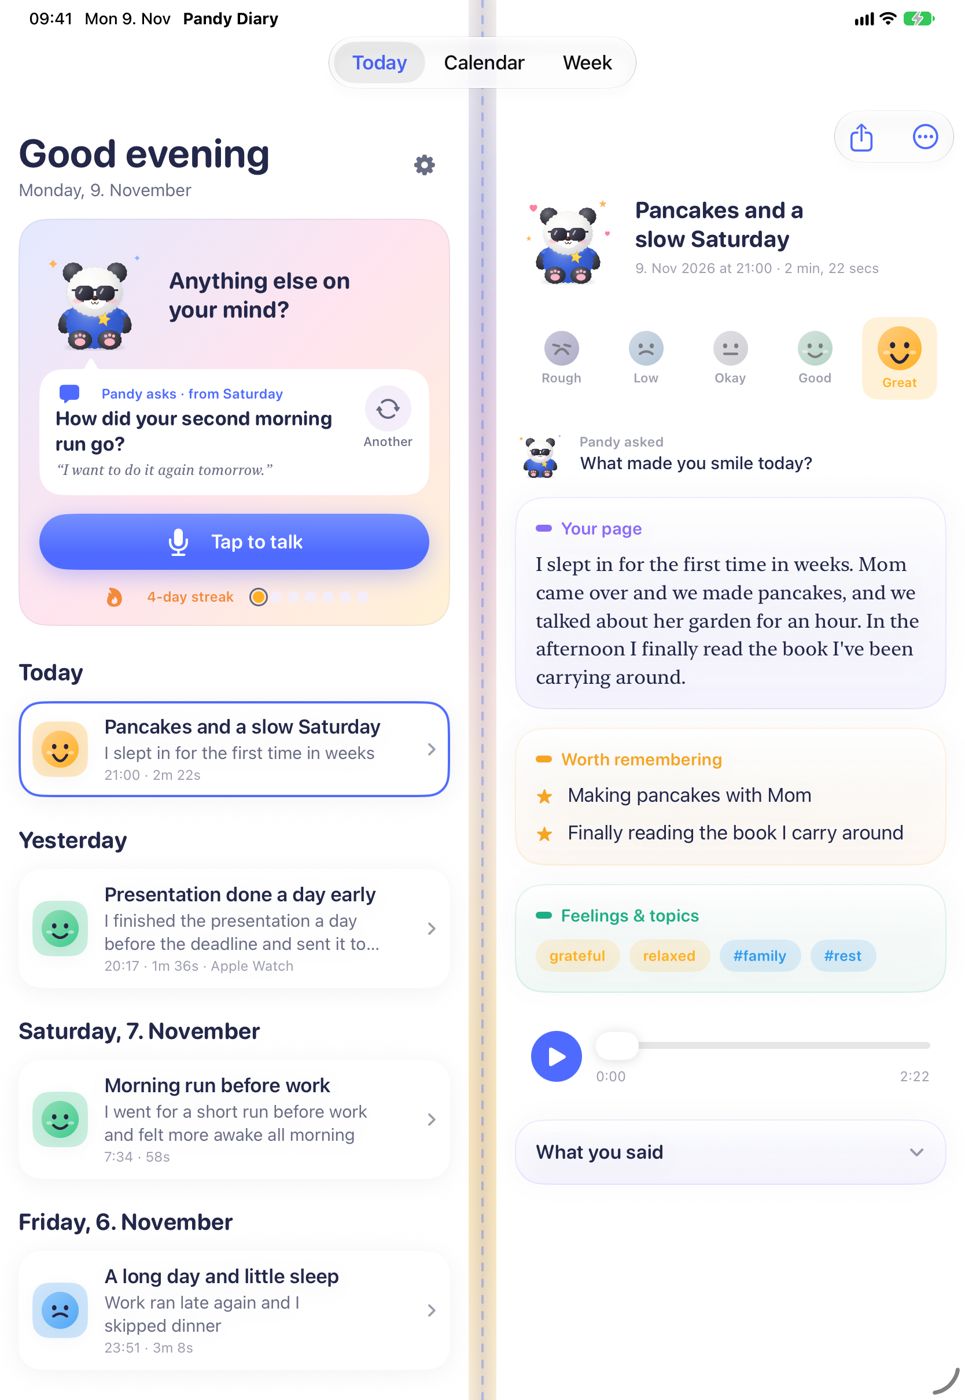 09:41 Mon 9. Nov Pandy Diary
Today Calendar Week
Good evening
Monday, 9. November
Anything else on
your mind?
Pandy asks · from Saturday
How did your second morning
run go?
“I want to do it again tomorrow.”
Another
Tap to talk
4-day streak
Today
Pancakes and a slow Saturday
I slept in for the first time in weeks
21:00 · 2m 22s
Yesterday
Presentation done a day early
I finished the presentation a day
before the deadline and sent it to...
20:17 · 1m 36s · Apple Watch
Saturday, 7. November
Morning run before work
I went for a short run before work
and felt more awake all morning
7:34 · 58s
Friday, 6. November
A long day and little sleep
Work ran late again and I
skipped dinner
23:51 · 3m 8s
Pancakes and a
slow Saturday
9. Nov 2026 at 21:00 · 2 min, 22 secs
Rough Low Okay Good Great
Pandy asked
What made you smile today?
Your page
I slept in for the first time in weeks. Mom
came over and we made pancakes, and we
talked about her garden for an hour. In the
afternoon I finally read the book I've been
carrying around.
Worth remembering
Making pancakes with Mom
Finally reading the book I carry around
Feelings & topics
grateful relaxed #family #rest
0:00 2:22
What you said